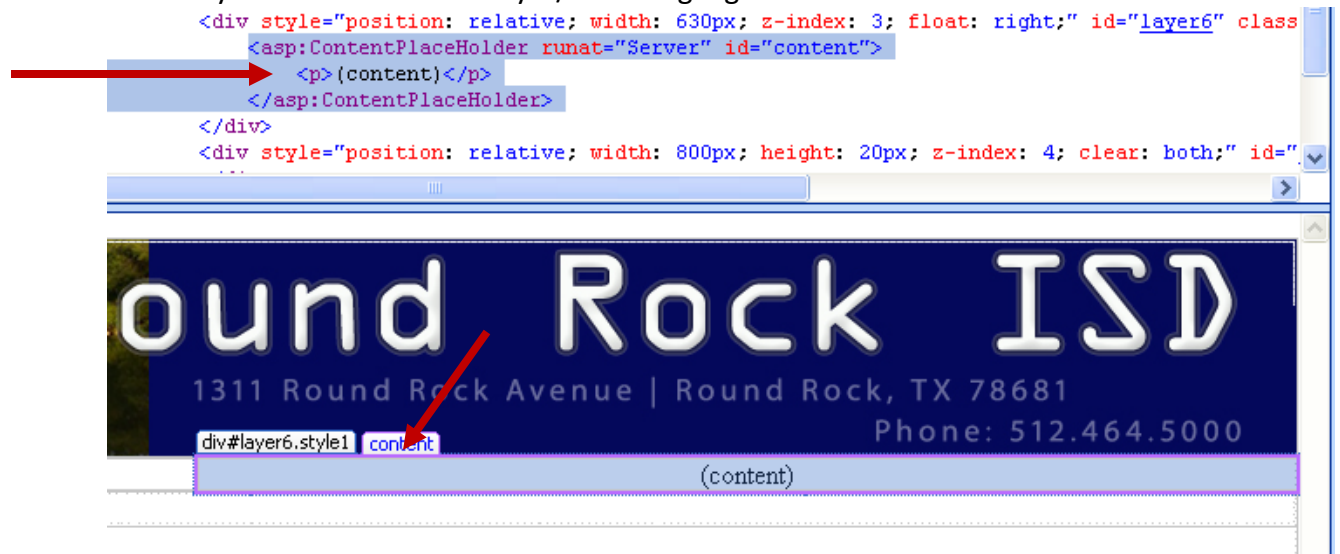 <div style="position: relative; width: 630px; z-index: 3; float: right;" id="layer6" class
<asp:ContentPlaceHolder runat="Server" id="content">
<p>(content)</p>
</asp:ContentPlaceHolder>
</div>
<div style="position: relative; width: 800px; height: 20px; z-index: 4; clear: both;" id="
ound Rock ISD
1311 Round Rock Avenue | Round Rock, TX 78681
Phone: 512.464.5000
div#layer6.style1 content
(content)